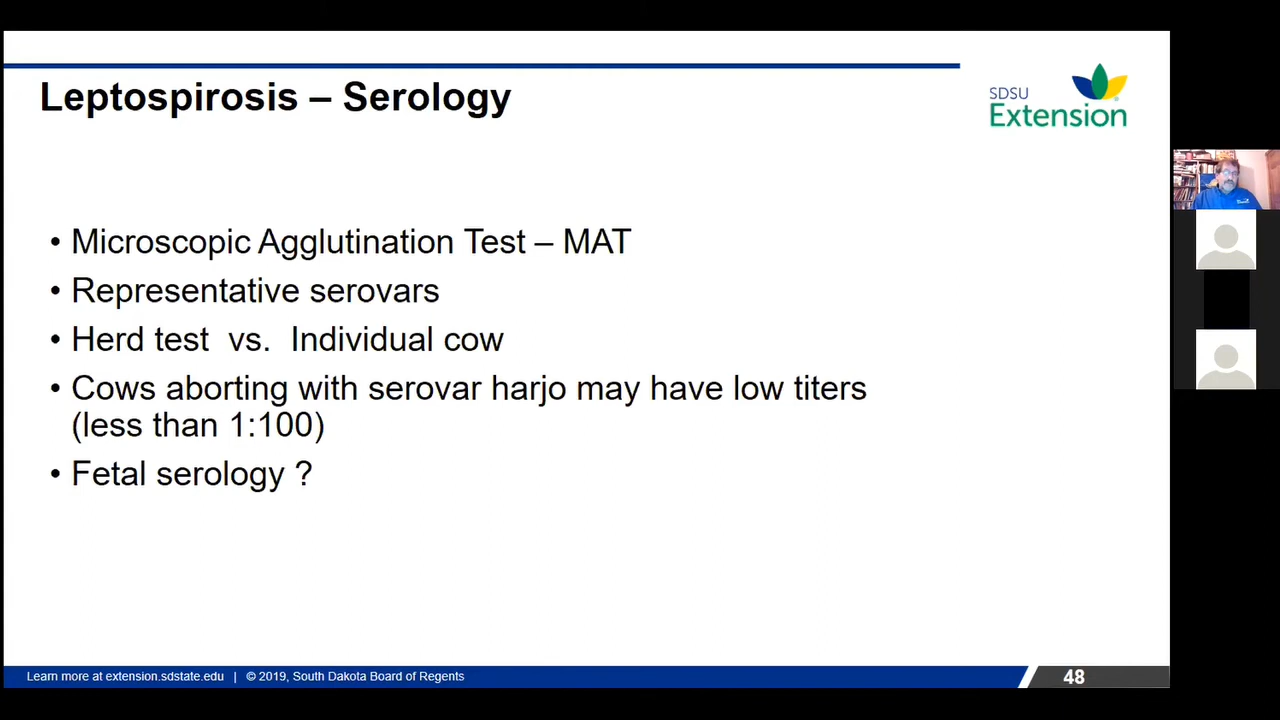 Leptospirosis – Serology
SDSU
Extension
• Microscopic Agglutination Test – MAT
• Representative serovars
• Herd test vs. Individual cow
• Cows aborting with serovar harjo may have low titers
(less than 1:100)
• Fetal serology ?
Learn more at extension.sdstate.edu | © 2019, South Dakota Board of Regents
48